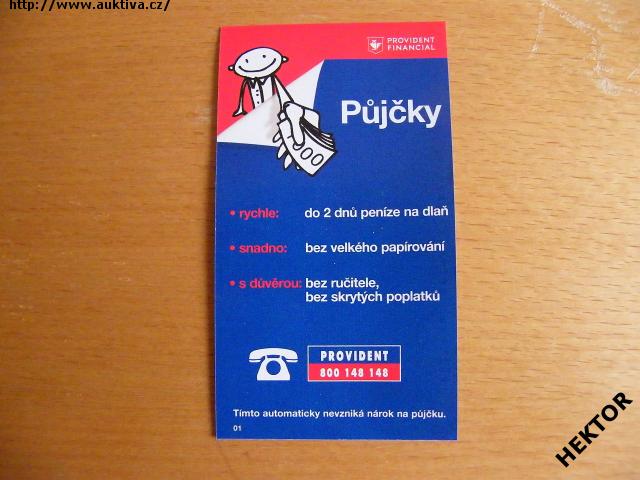 http://www.auktiva.cz/
PROVIDENT
FINANCIAL
Půjčky
• rychle: do 2 dnů peníze na dlaň
• snadno: bez velkého papírování
• s důvěrou: bez ručitele,
bez skrytých poplatků
PROVIDENT
800 148 148
Tímto automaticky nevzniká nárok na půjčku.
01
HEKTOR